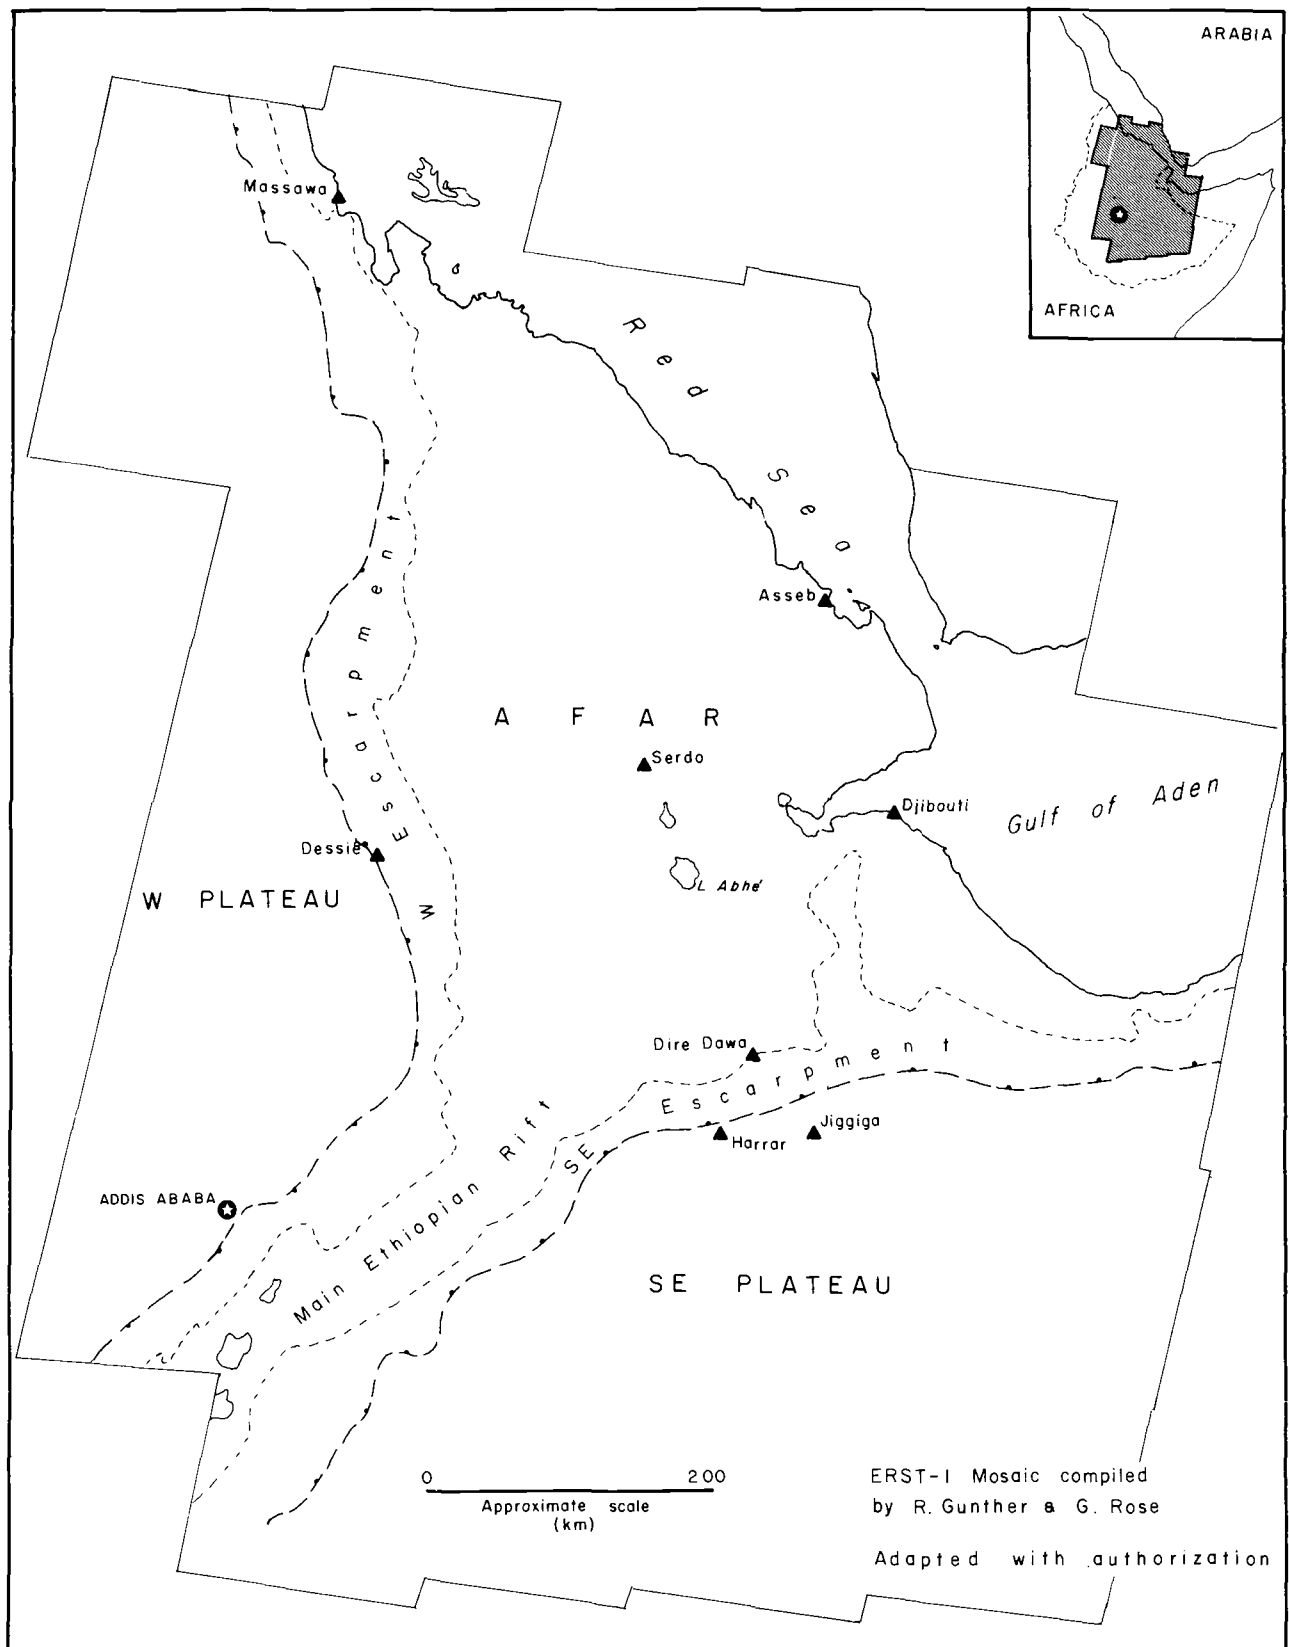 ARABIA
AFRICA
Massawa
Red Sea
W Escarpment
Asseb
AFAR
Serdo
Djibouti
Gulf of Aden
Dessie
L Abhé
W PLATEAU
Dire Dawa
SE Escarpment
Harrar
Jiggiga
ADDIS ABABA
Main Ethiopian Rift
SE PLATEAU
0 200
Approximate scale
(km)
ERST-1 Mosaic compiled
by R. Gunther & G. Rose
Adapted with authorization